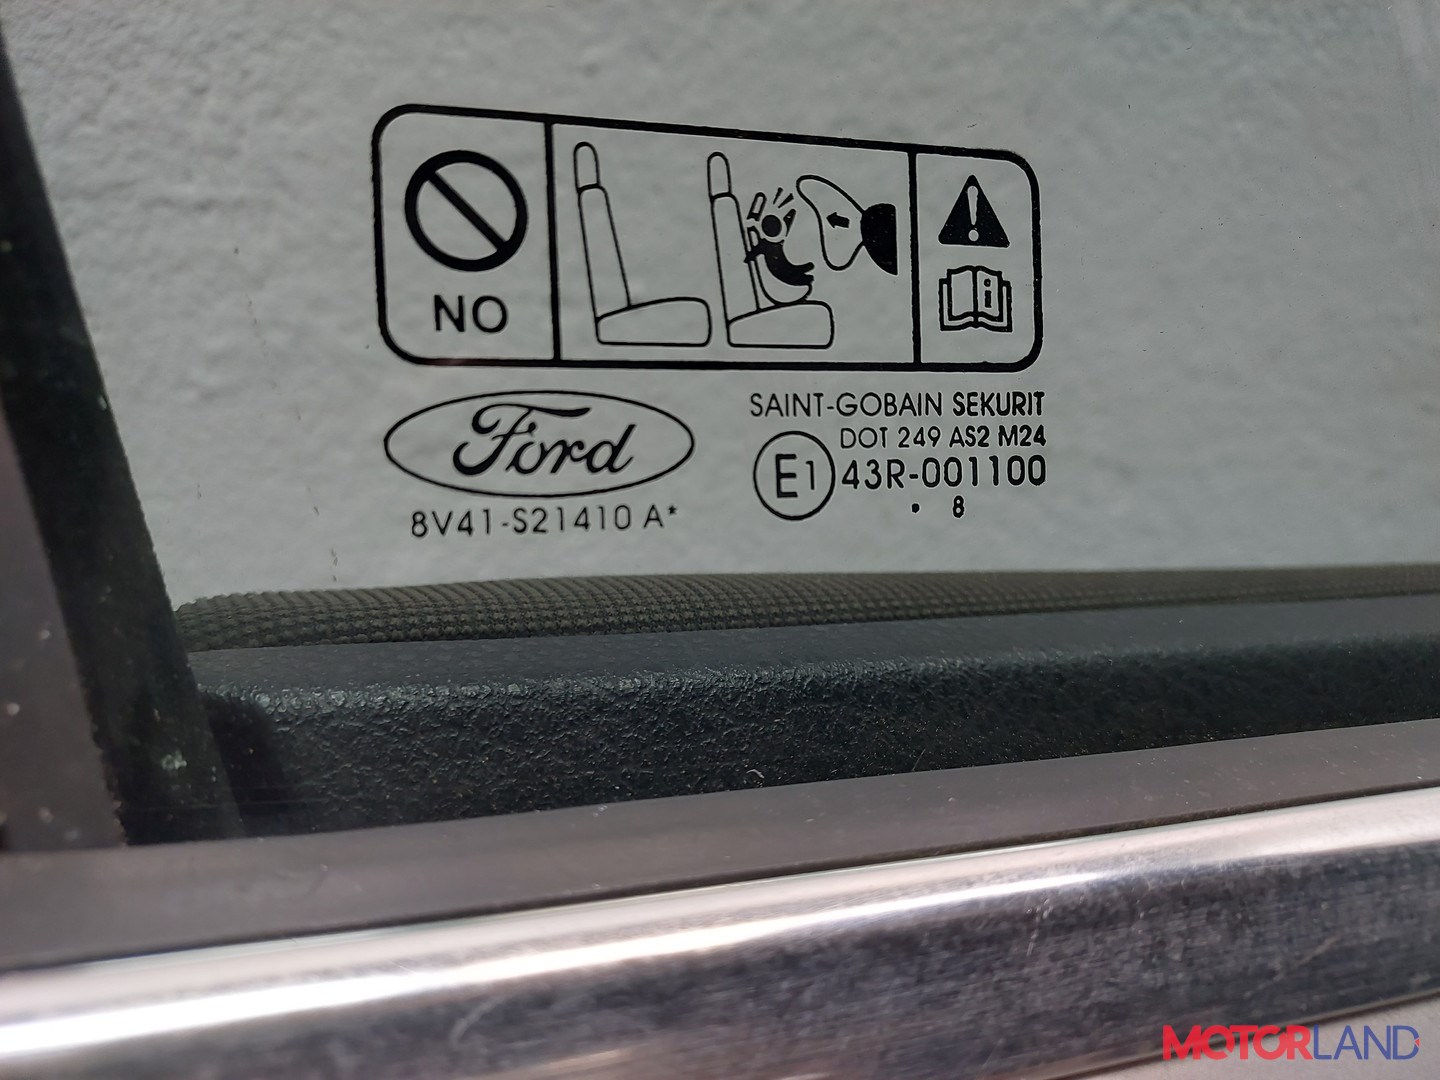 NO
i
Ford
8V41-S21410 A*
SAINT-GOBAIN SEKURIT
DOT 249 AS2 M24
E1 43R-001100
. 8
MOTORLAND